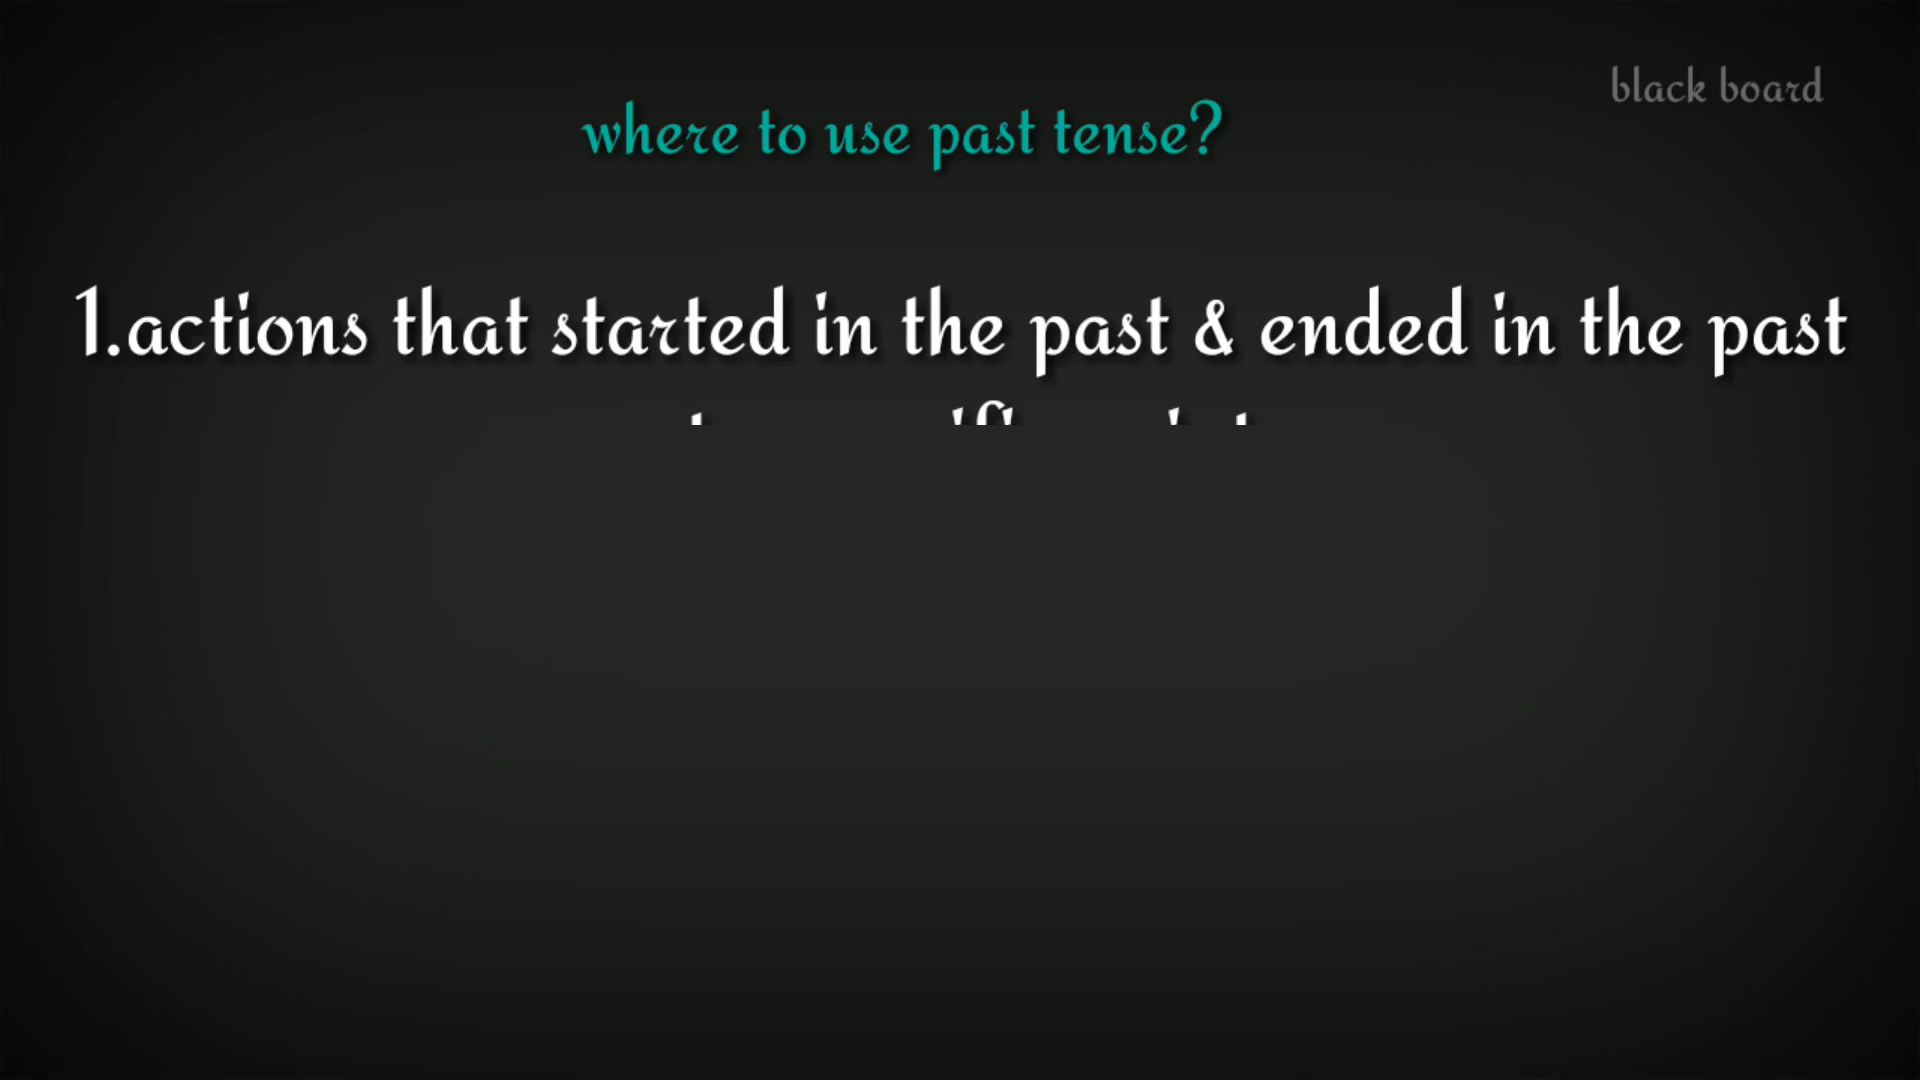 black board
where to use past tense?
1.actions that started in the past & ended in the past